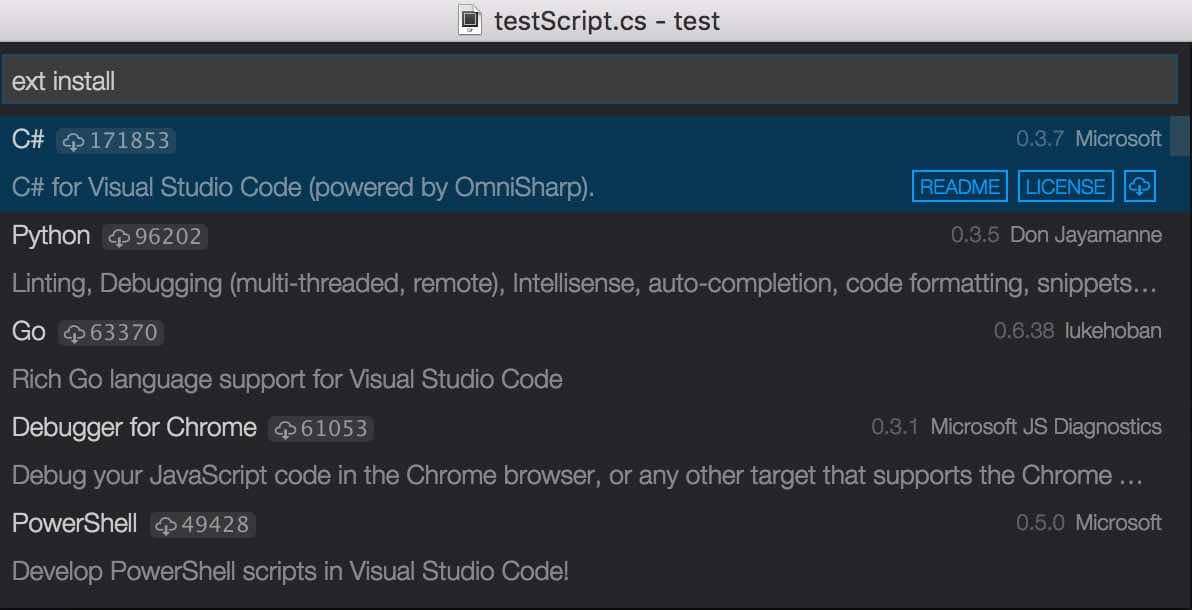 testScript.cs - test
ext install
C# 171853 0.3.7 Microsoft
C# for Visual Studio Code (powered by OmniSharp). README LICENSE
Python 96202 0.3.5 Don Jayamanne
Linting, Debugging (multi-threaded, remote), Intellisense, auto-completion, code formatting, snippets…
Go 63370 0.6.38 lukehoban
Rich Go language support for Visual Studio Code
Debugger for Chrome 61053 0.3.1 Microsoft JS Diagnostics
Debug your JavaScript code in the Chrome browser, or any other target that supports the Chrome …
PowerShell 49428 0.5.0 Microsoft
Develop PowerShell scripts in Visual Studio Code!